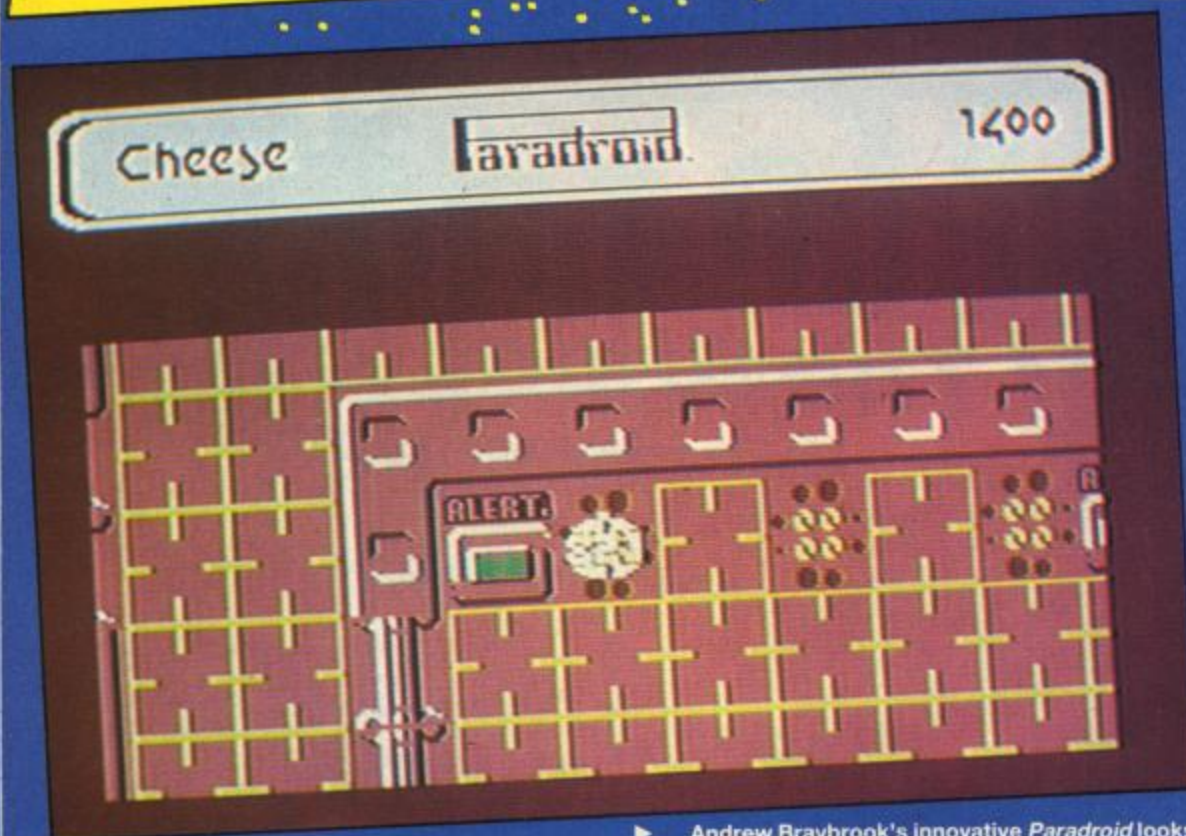 Cheese Paradroid 1400
ALERT.
Andrew Braybrook's innovative Paradroid looks